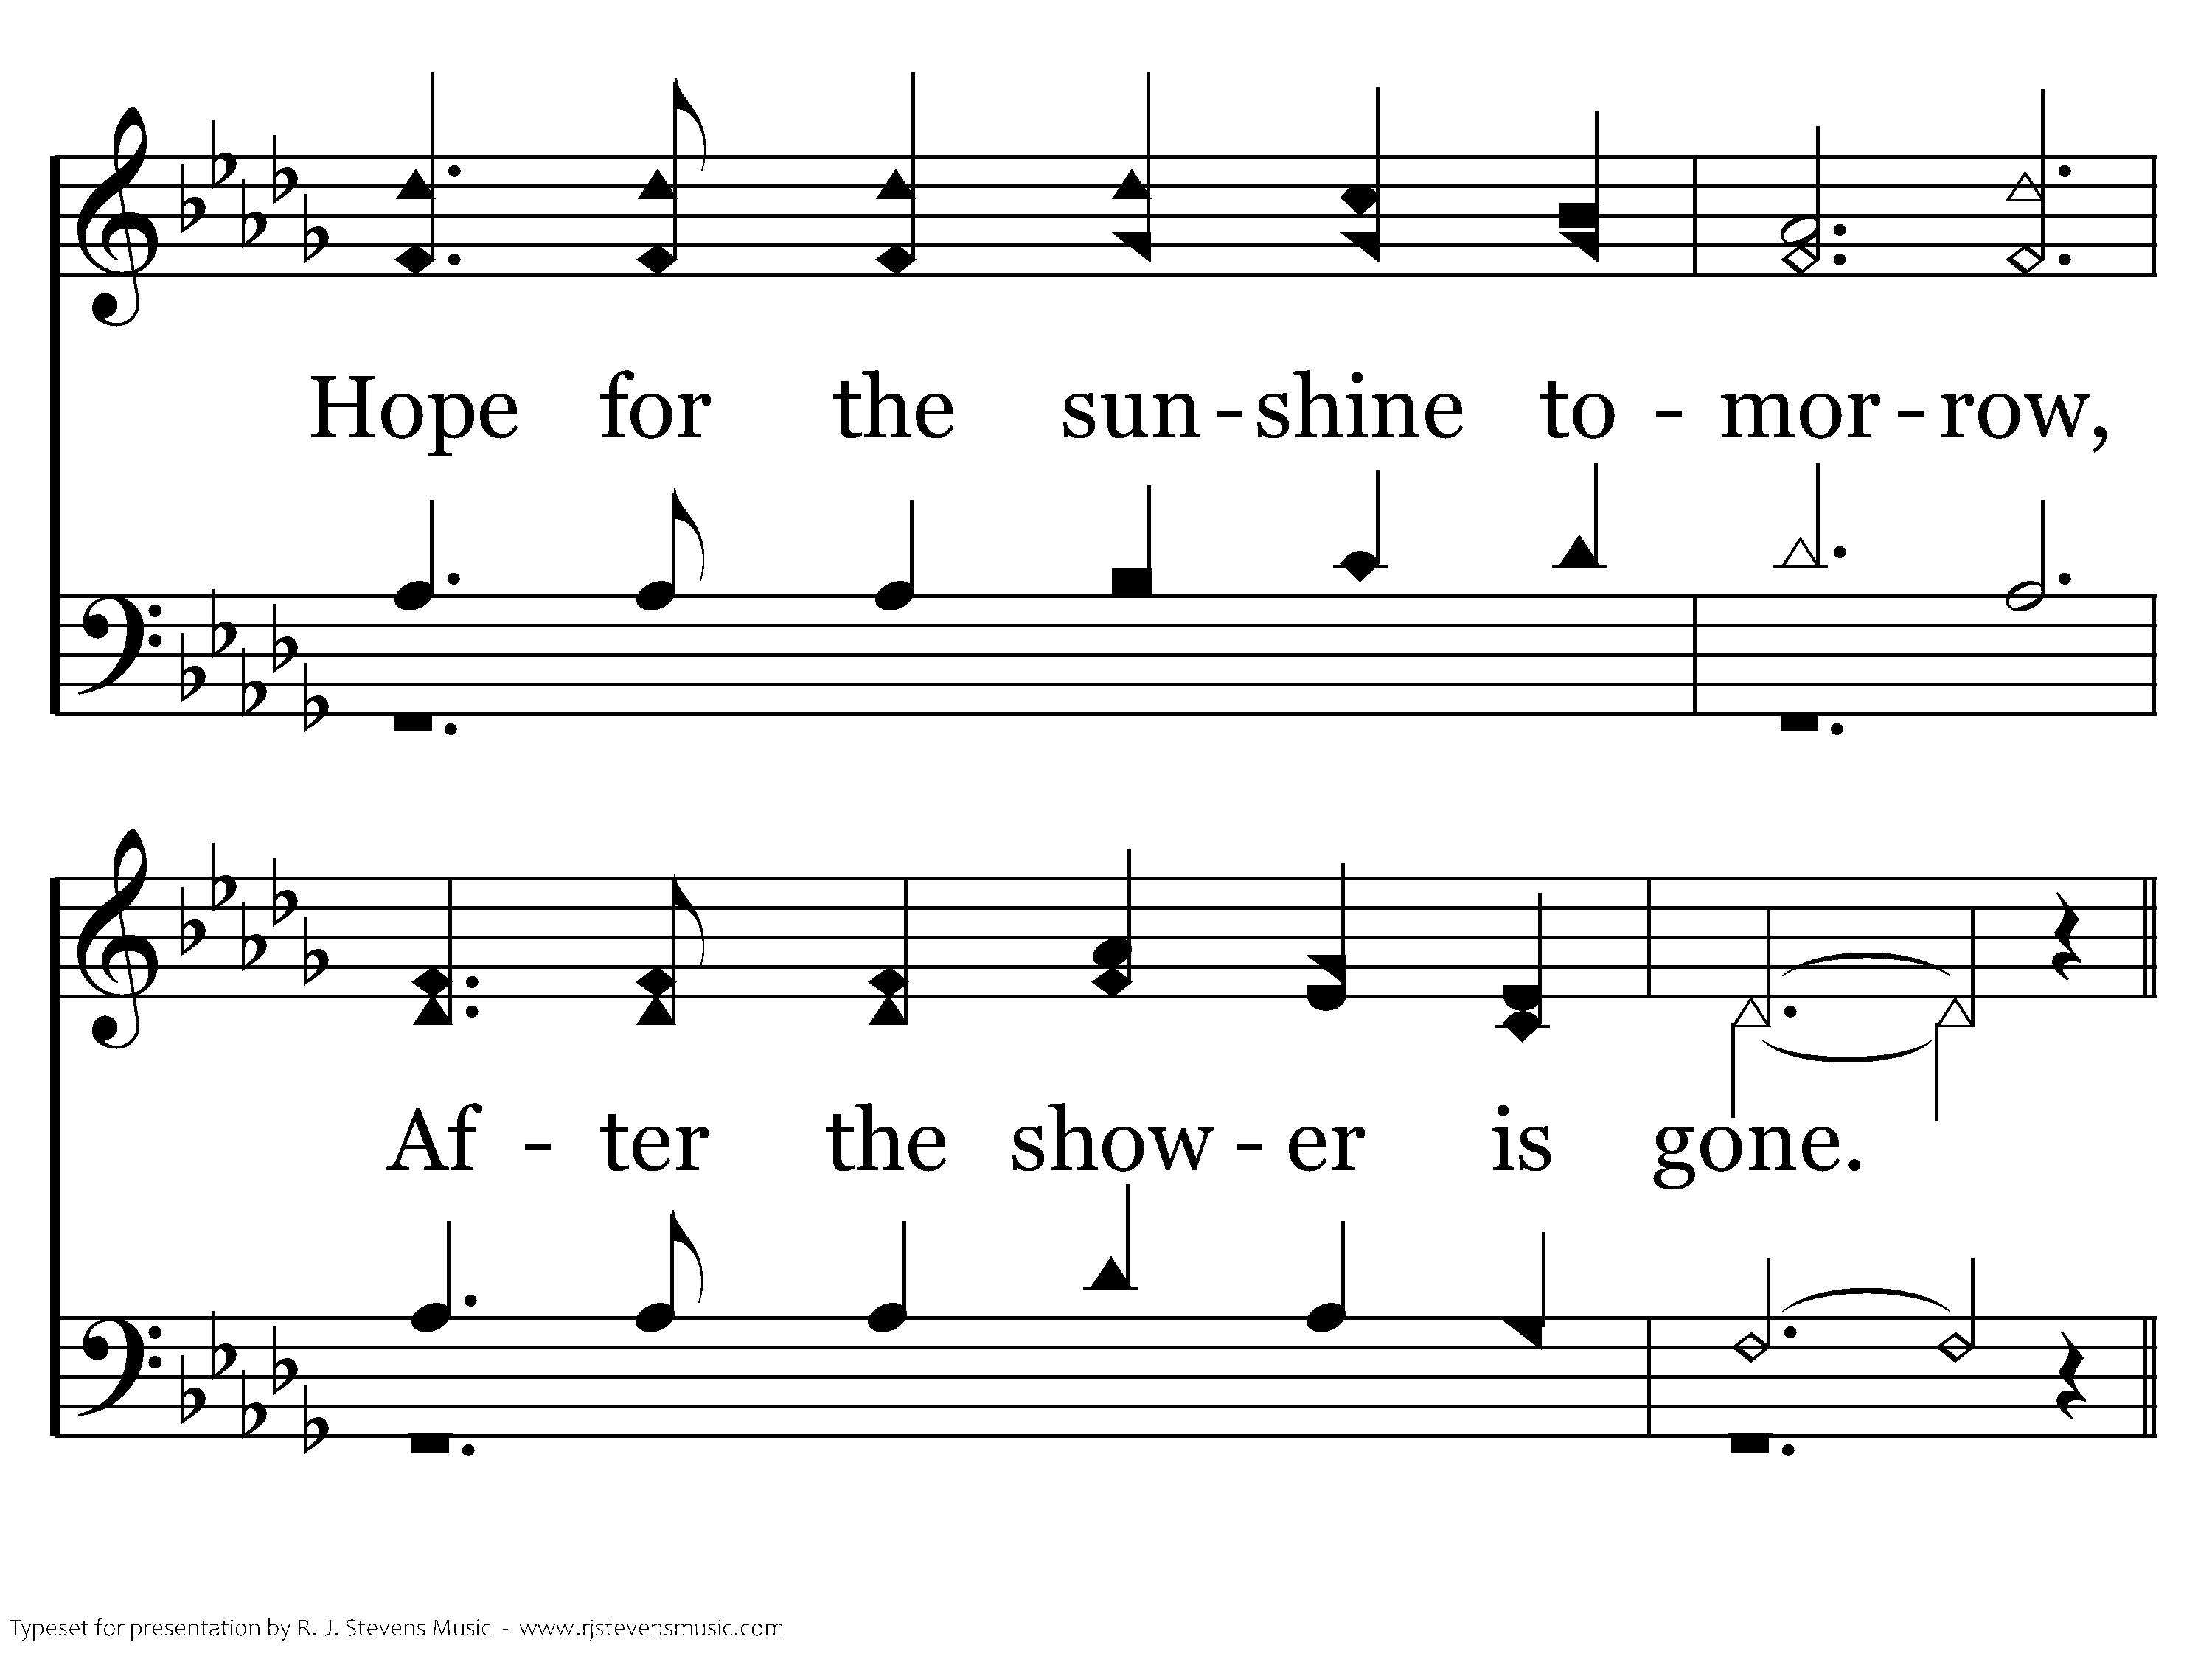 Hope for the sun - shine to - mor - row,
Af - ter the show - er is gone.
Typeset for presentation by R. J. Stevens Music - www.rjstevensmusic.com